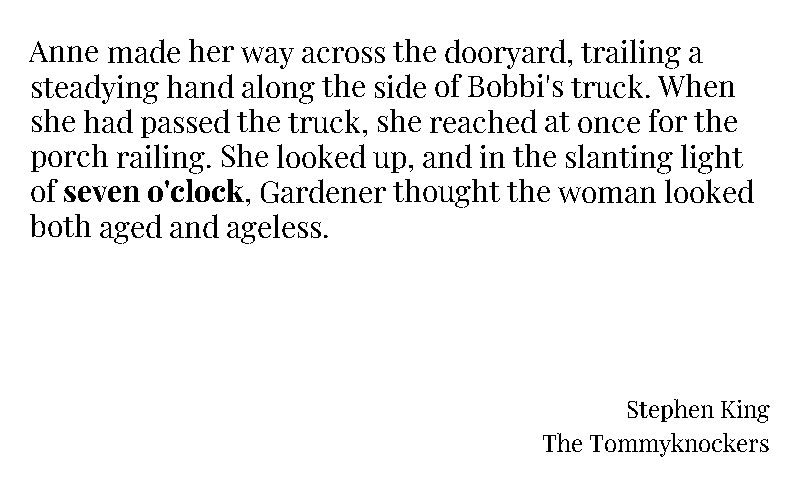 Anne made her way across the dooryard, trailing a
steadying hand along the side of Bobbi's truck. When
she had passed the truck, she reached at once for the
porch railing. She looked up, and in the slanting light
of seven o'clock, Gardener thought the woman looked
both aged and ageless.
Stephen King
The Tommyknockers